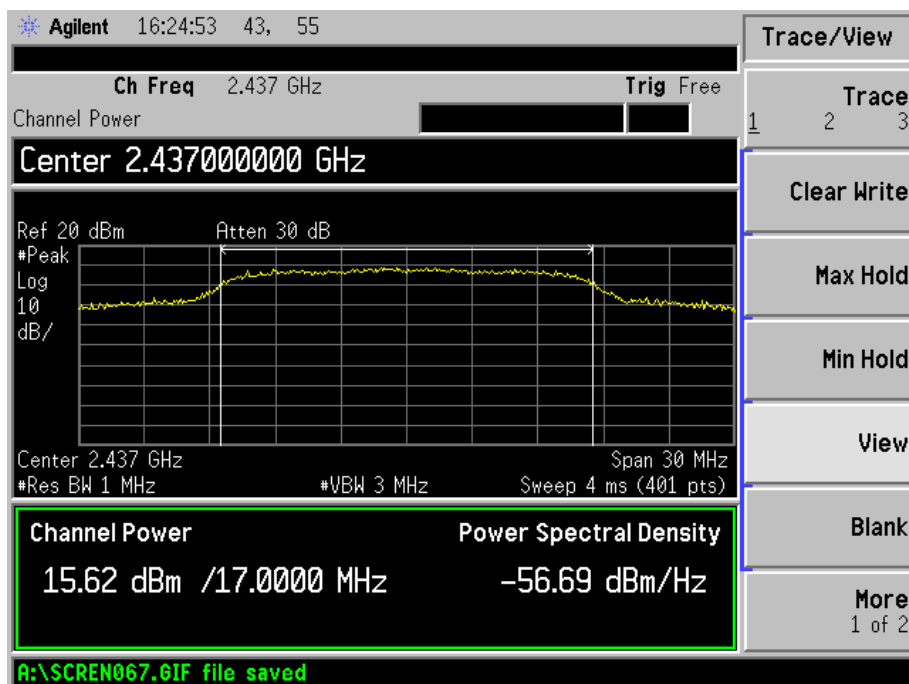 Agilent 16:24:53 43, 55
Trace/View
Ch Freq 2.437 GHz Trig Free
Channel Power
Trace
1 2 3
Center 2.437000000 GHz
Clear Write
Ref 20 dBm Atten 30 dB
#Peak
Log
10
dB/
Max Hold
Min Hold
View
Center 2.437 GHz Span 30 MHz
#Res BW 1 MHz #VBW 3 MHz Sweep 4 ms (401 pts)
Channel Power Power Spectral Density
Blank
15.62 dBm /17.0000 MHz -56.69 dBm/Hz
More
1 of 2
A:\SCREN067.GIF file saved